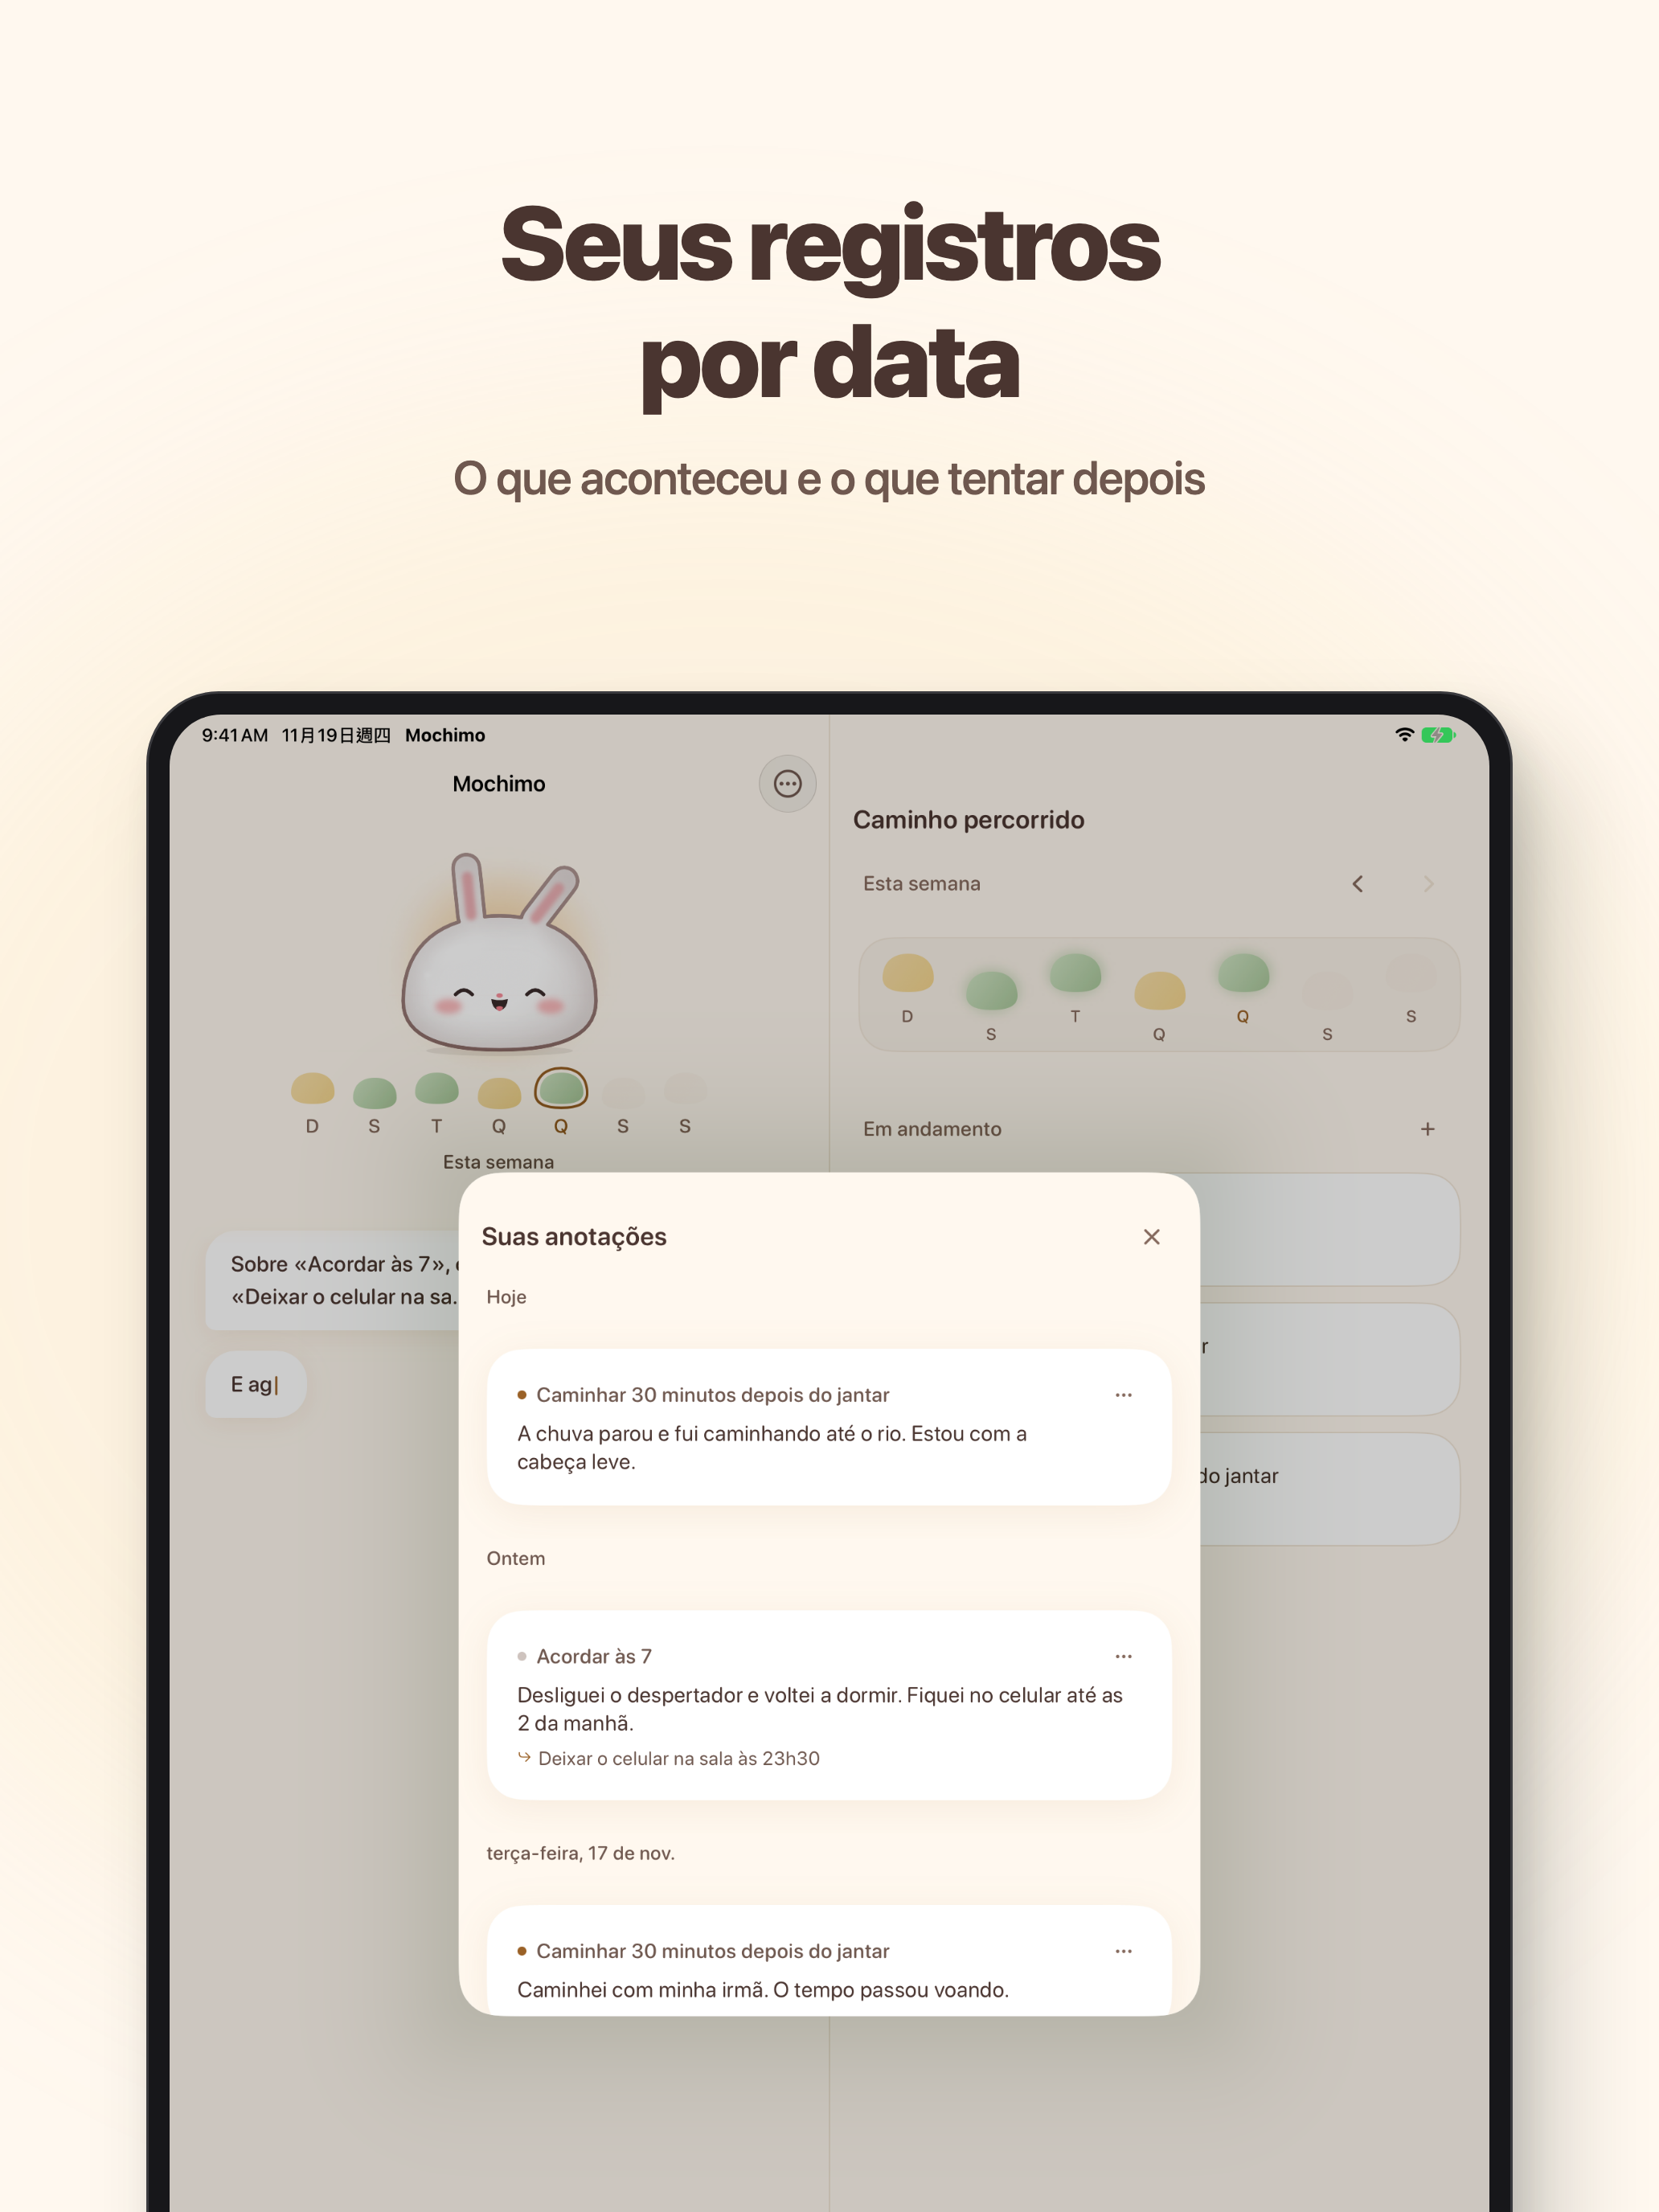 Seus registros
por data
O que aconteceu e o que tentar depois
9:41 AM 11月19日週四 Mochimo
Mochimo
D S T Q Q S S
Esta semana
Sobre «Acordar às 7»,
«Deixar o celular na sa.
E ag
Caminho percorrido
Esta semana
D S T Q Q S S
Em andamento
r
do jantar
Suas anotações
Hoje
Caminhar 30 minutos depois do jantar
A chuva parou e fui caminhando até o rio. Estou com a
cabeça leve.
Ontem
Acordar às 7
Desliguei o despertador e voltei a dormir. Fiquei no celular até as
2 da manhã.
Deixar o celular na sala às 23h30
terça-feira, 17 de nov.
Caminhar 30 minutos depois do jantar
Caminhei com minha irmã. O tempo passou voando.